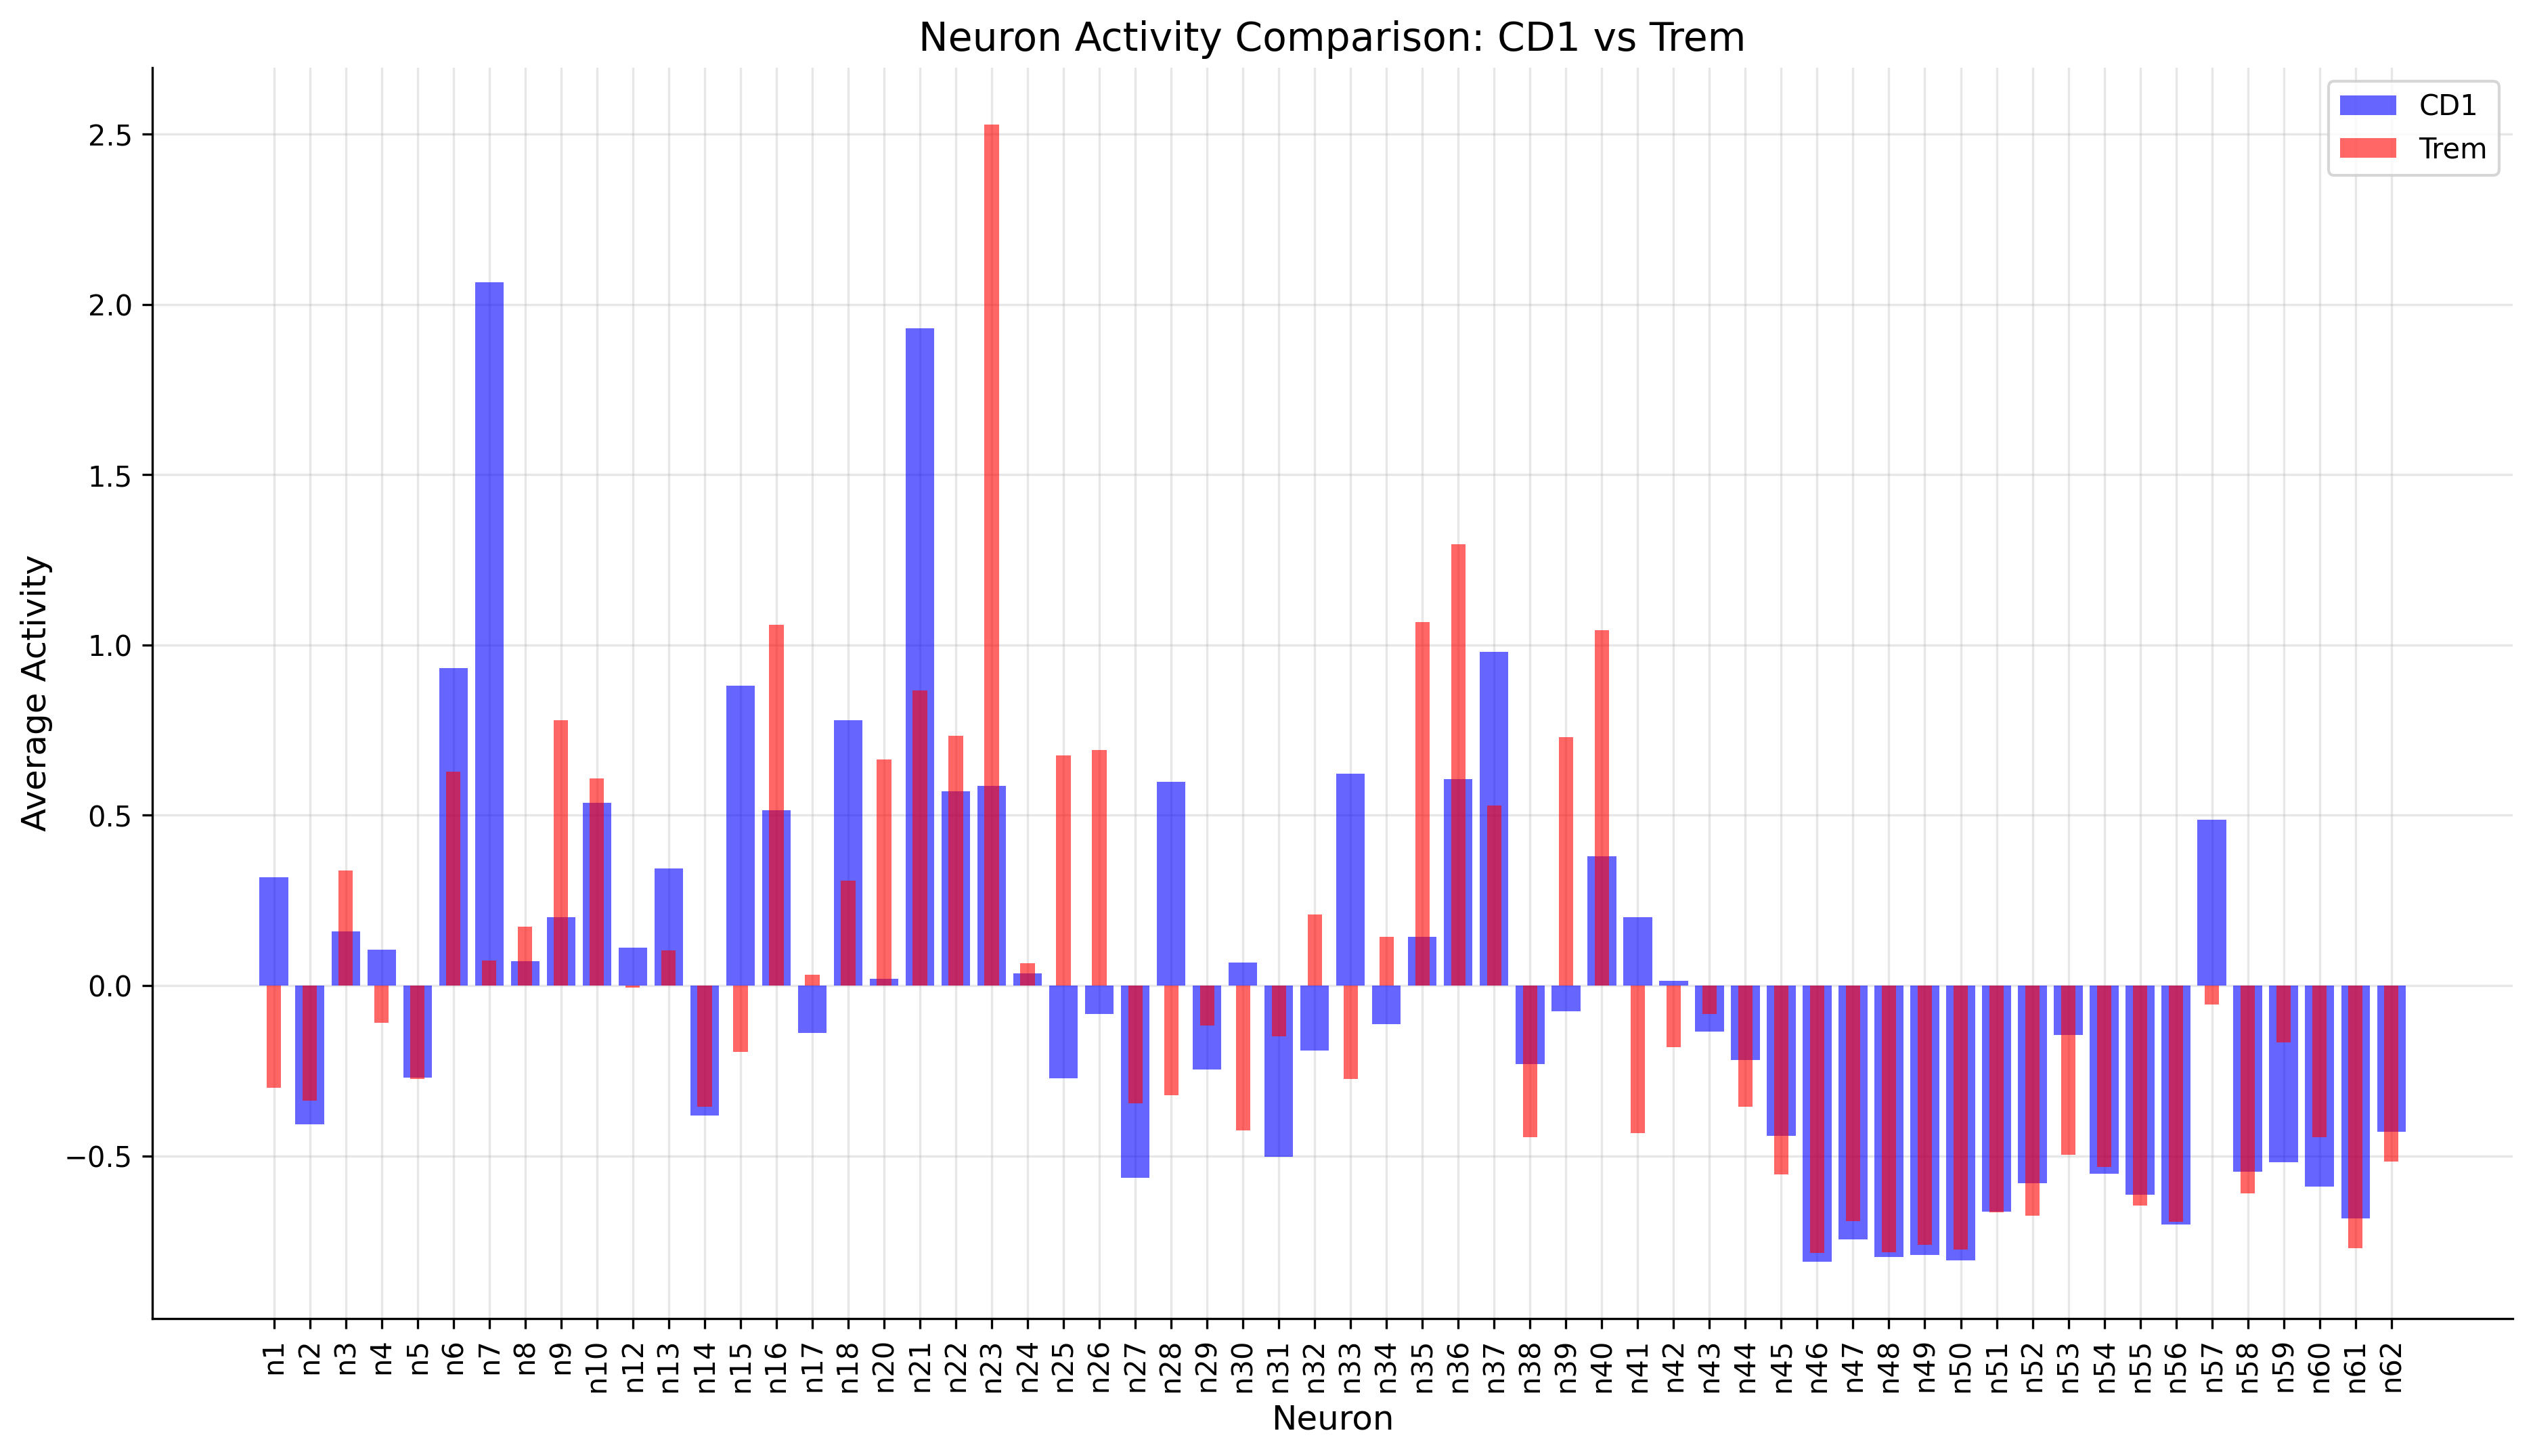 Neuron Activity Comparison: CD1 vs Trem
CD1
Trem
Average Activity
2.5
2.0
1.5
1.0
0.5
0.0
−0.5
n1 n2 n3 n4 n5 n6 n7 n8 n9 n10 n12 n13 n14 n15 n16 n17 n18 n20 n21 n22 n23 n24 n25 n26 n27 n28 n29 n30 n31 n32 n33 n34 n35 n36 n37 n38 n39 n40 n41 n42 n43 n44 n45 n46 n47 n48 n49 n50 n51 n52 n53 n54 n55 n56 n57 n58 n59 n60 n61 n62
Neuron